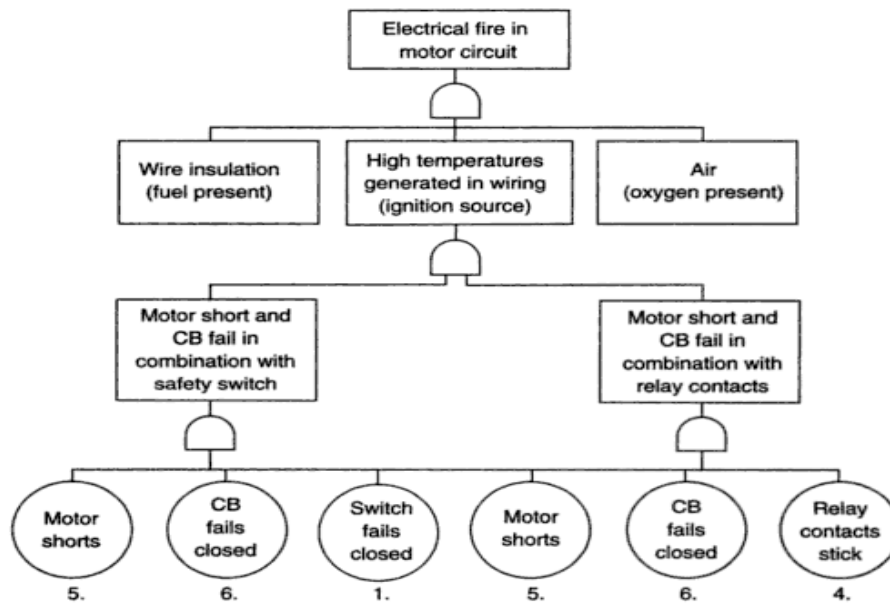 Electrical fire in
motor circuit
Wire insulation
(fuel present)
High temperatures
generated in wiring
(ignition source)
Air
(oxygen present)
Motor short and
CB fail in
combination with
safety switch
Motor short and
CB fail in
combination with
relay contacts
Motor
shorts
CB
fails
closed
Switch
fails
closed
Motor
shorts
CB
fails
closed
Relay
contacts
stick
5.
6.
1.
5.
6.
4.